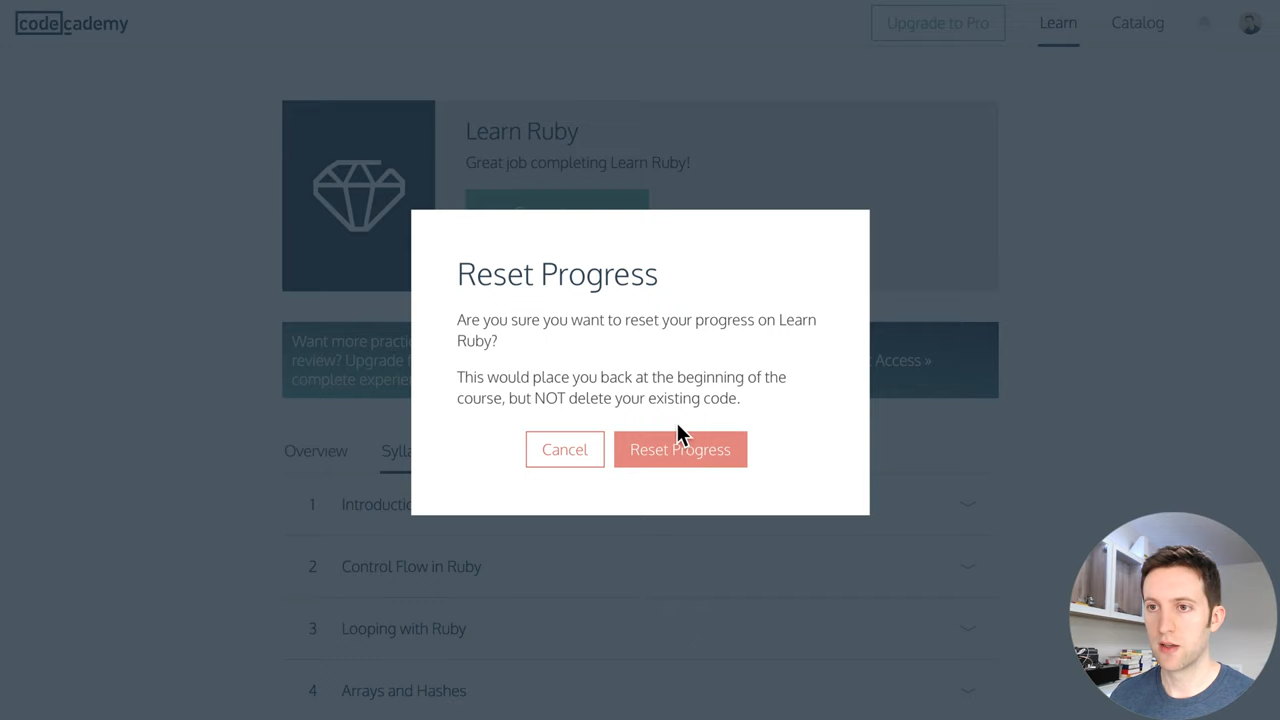 codecademy
Upgrade to Pro
Learn
Catalog
Learn Ruby
Great job completing Learn Ruby!
Reset Progress
Are you sure you want to reset your progress on Learn
Ruby?
This would place you back at the beginning of the
course, but NOT delete your existing code.
Cancel
Reset Progress
Want more practi
review? Upgrade
complete experie
Access »
Overview
Sylla
1 Introductio
2 Control Flow in Ruby
3 Looping with Ruby
4 Arrays and Hashes